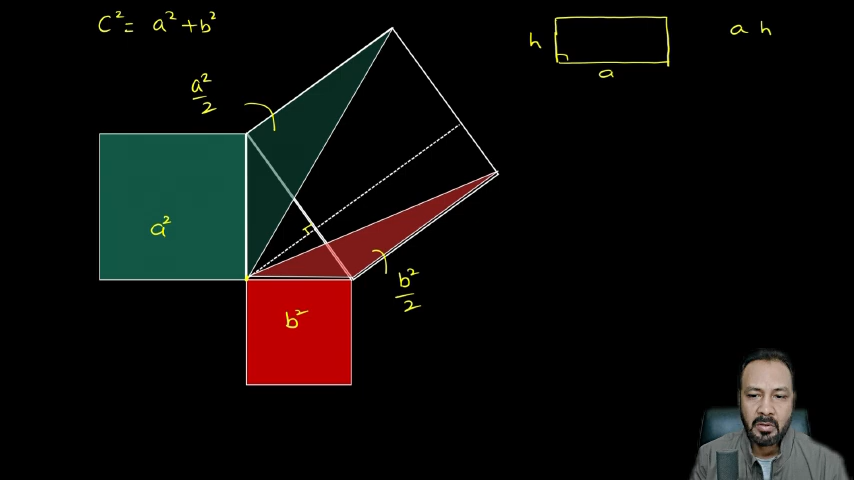 C² = a² + b²
h
a
a h
a²/2
a²
b²/2
b²